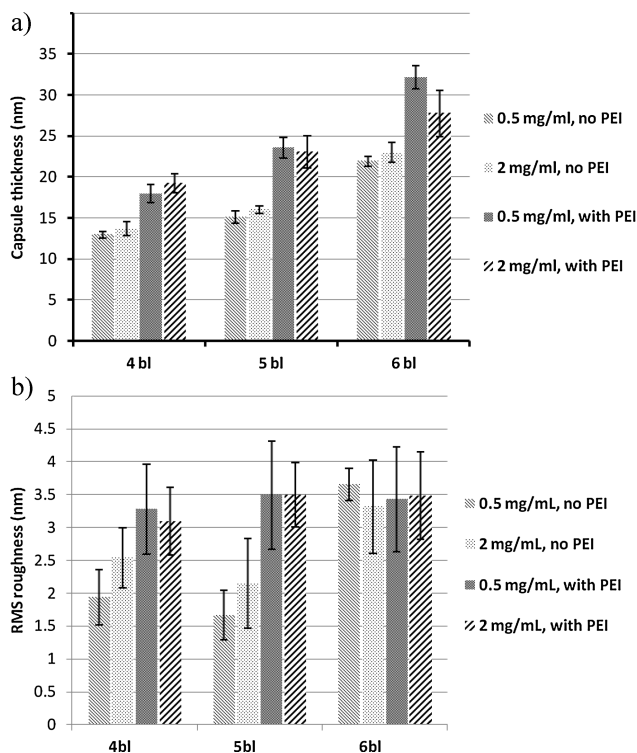 a)
Capsule thickness (nm)
35
30
25
20
15
10
5
0
4 bl
5 bl
6 bl
0.5 mg/ml, no PEI
2 mg/ml, no PEI
0.5 mg/ml, with PEI
2 mg/ml, with PEI
b)
RMS roughness (nm)
5
4.5
4
3.5
3
2.5
2
1.5
1
0.5
0
4bl
5bl
6bl
0.5 mg/mL, no PEI
2 mg/mL, no PEI
0.5 mg/mL, with PEI
2 mg/mL, with PEI